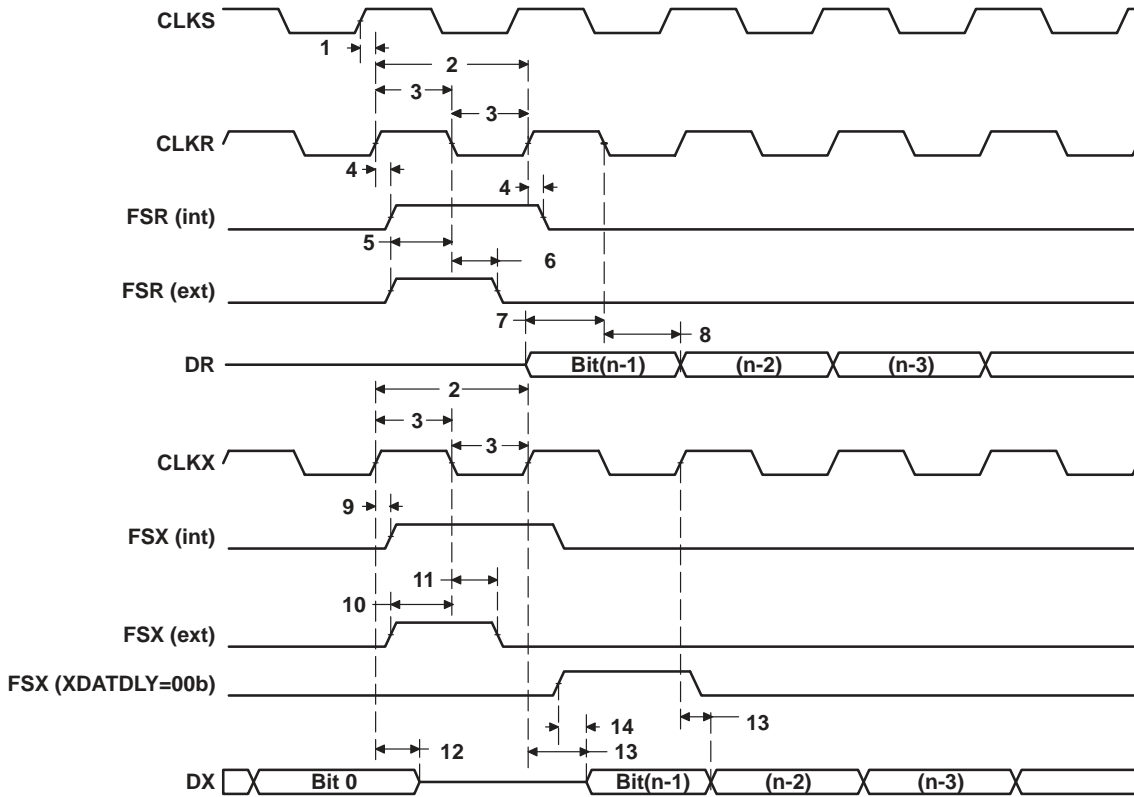 CLKS
1
2
3
3
CLKR
4
4
FSR (int)
5
6
FSR (ext)
7
8
DR Bit(n-1) (n-2) (n-3)
2
3
3
CLKX
9
FSX (int)
11
10
FSX (ext)
FSX (XDATDLY=00b)
14
13
12
13
DX Bit 0 Bit(n-1) (n-2) (n-3)